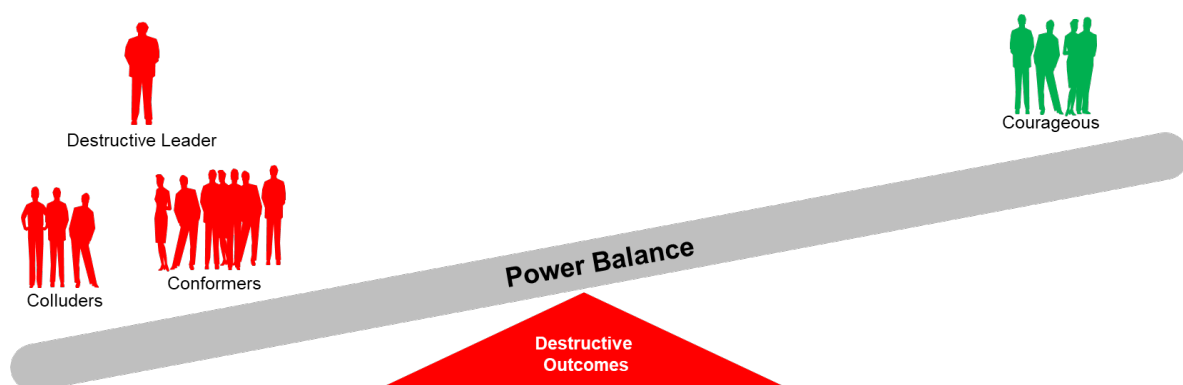 Destructive Leader
Courageous
Colluders
Conformers
Power Balance
Destructive
Outcomes